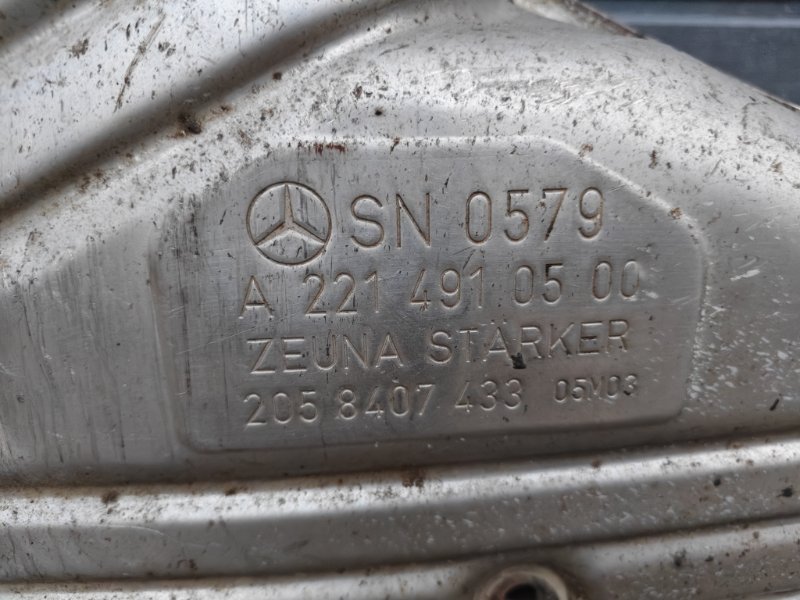 SN 0579
A 221 491 05 00
ZEUNA STÄRKER
205 8407 433 05M03